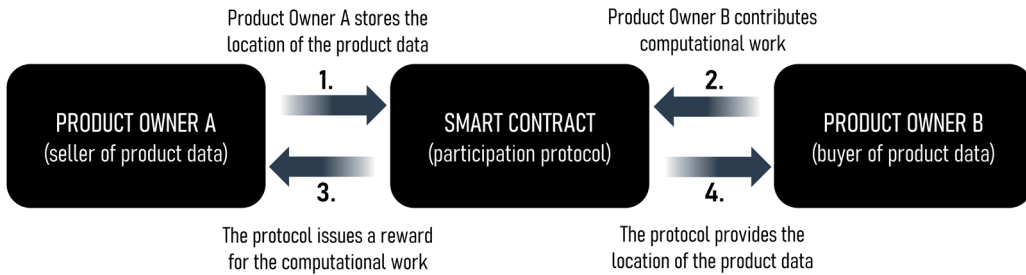 Product Owner A stores the
location of the product data
Product Owner B contributes
computational work
1.
2.
PRODUCT OWNER A
(seller of product data)
SMART CONTRACT
(participation protocol)
PRODUCT OWNER B
(buyer of product data)
3.
4.
The protocol issues a reward
for the computational work
The protocol provides the
location of the product data